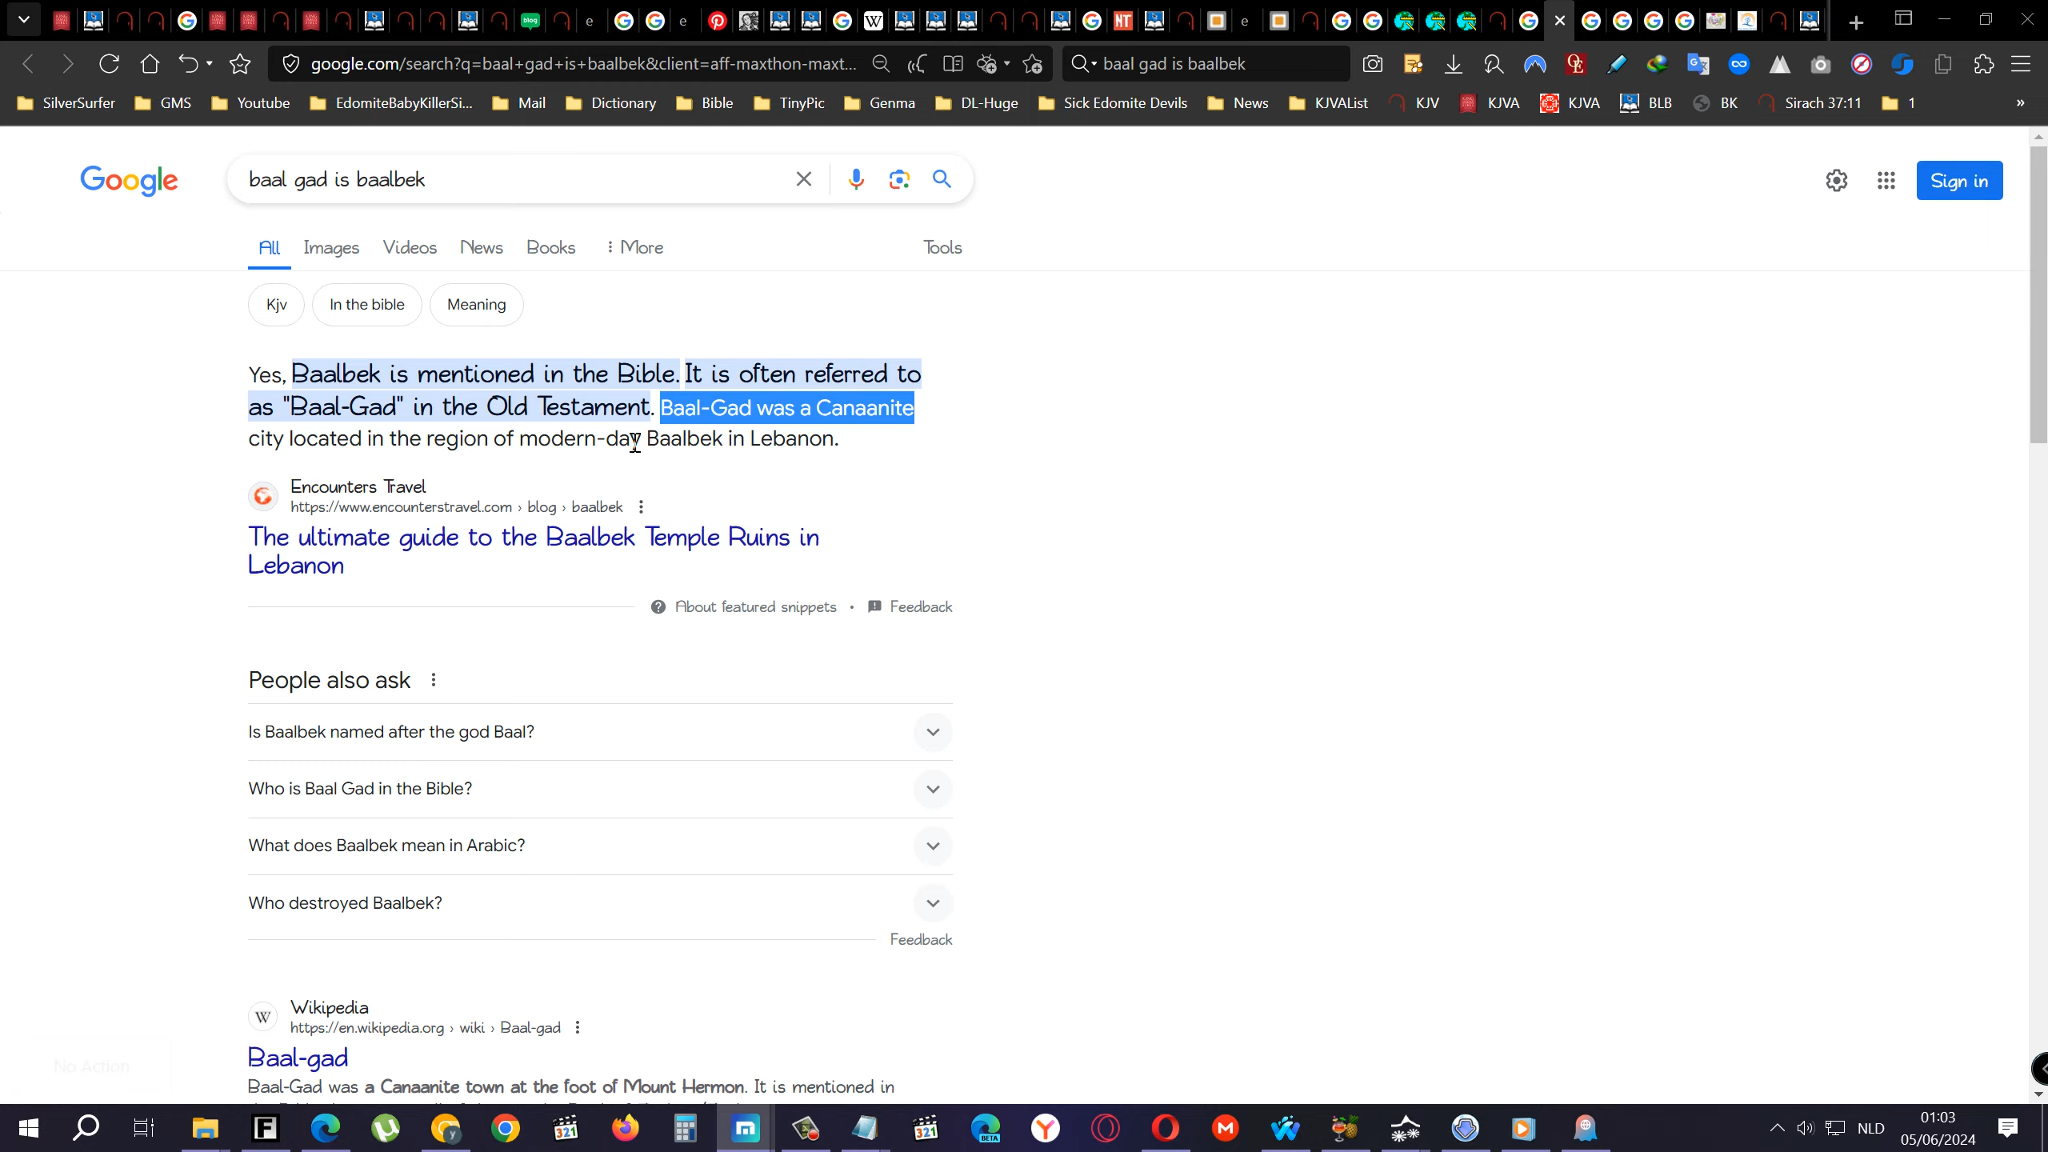 blog
e
e
W
NT
e
google.com/search?q=baal+gad+is+baalbek&client=aff-maxthon-maxt...
baal gad is baalbek
SilverSurfer
GMS
Youtube
EdomiteBabyKillerSi...
Mail
Dictionary
Bible
TinyPic
Genma
DL-Huge
Sick Edomite Devils
News
KJVAList
KJV
KJVA
KJVA
BLB
BK
Sirach 37:11
1
»
Google
baal gad is baalbek
Sign in
All
Images
Videos
News
Books
More
Tools
Kjv
In the bible
Meaning
Yes, Baalbek is mentioned in the Bible. It is often referred to
as "Baal-Gad" in the Old Testament. Baal-Gad was a Canaanite
city located in the region of modern-day Baalbek in Lebanon.
Encounters Travel
https://www.encounterstravel.com › blog › baalbek
The ultimate guide to the Baalbek Temple Ruins in
Lebanon
About featured snippets • Feedback
People also ask
Is Baalbek named after the god Baal?
Who is Baal Gad in the Bible?
What does Baalbek mean in Arabic?
Who destroyed Baalbek?
Feedback
Wikipedia
https://en.wikipedia.org › wiki › Baal-gad
Baal-gad
Baal-Gad was a Canaanite town at the foot of Mount Hermon. It is mentioned in
No Action
NLD
01:03
05/06/2024